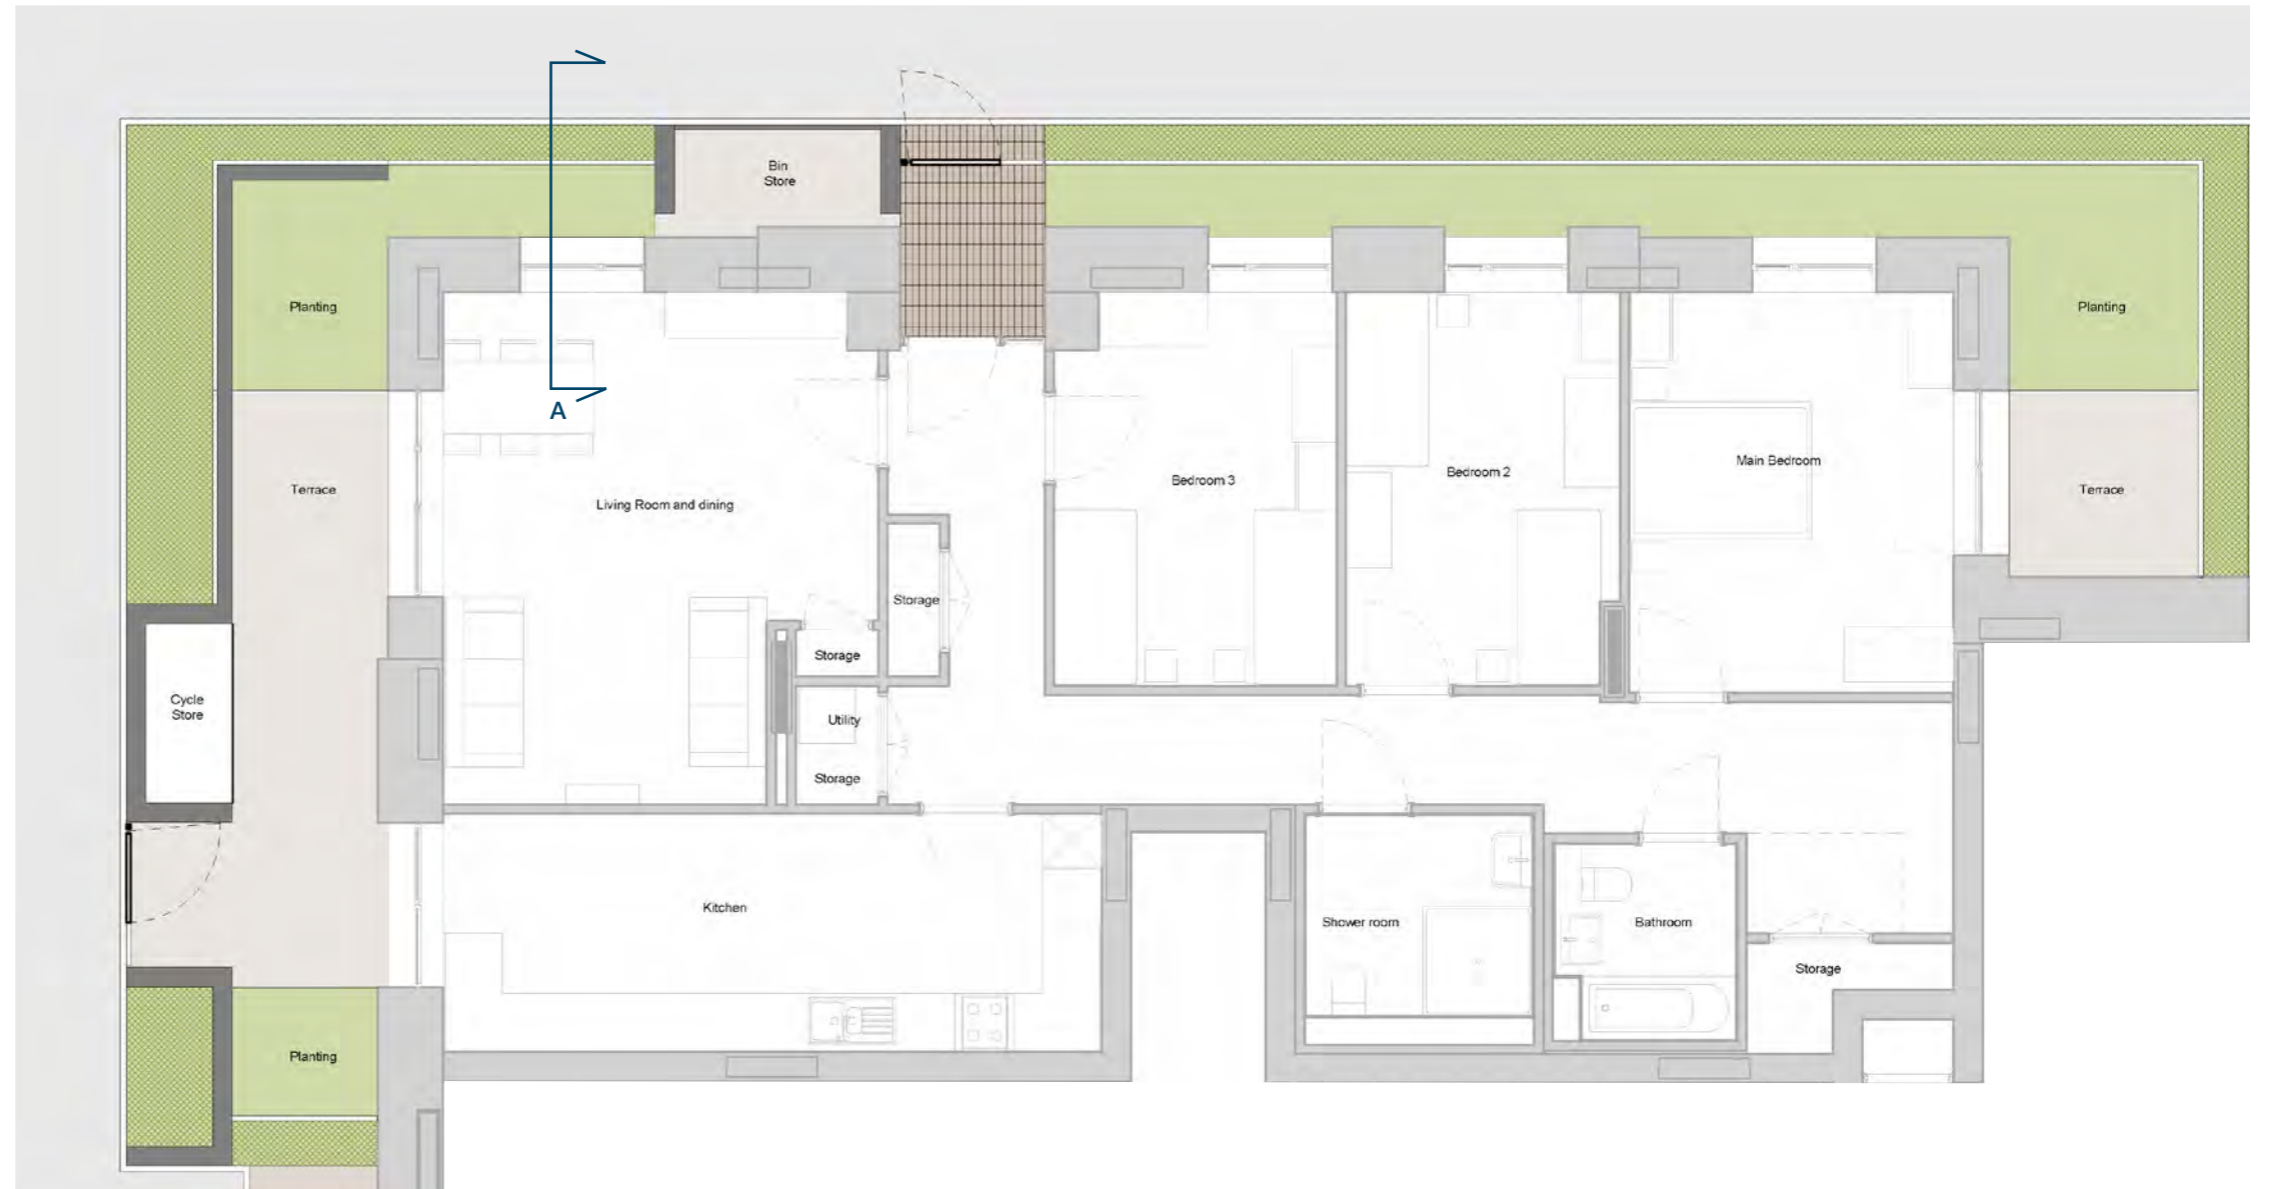 Bin
Store
Planting
Planting
A
Terrace
Living Room and dining
Bedroom 3
Bedroom 2
Main Bedroom
Terrace
Storage
Storage
Cycle
Store
Utility
Storage
Kitchen
Shower room
Bathroom
Storage
Planting